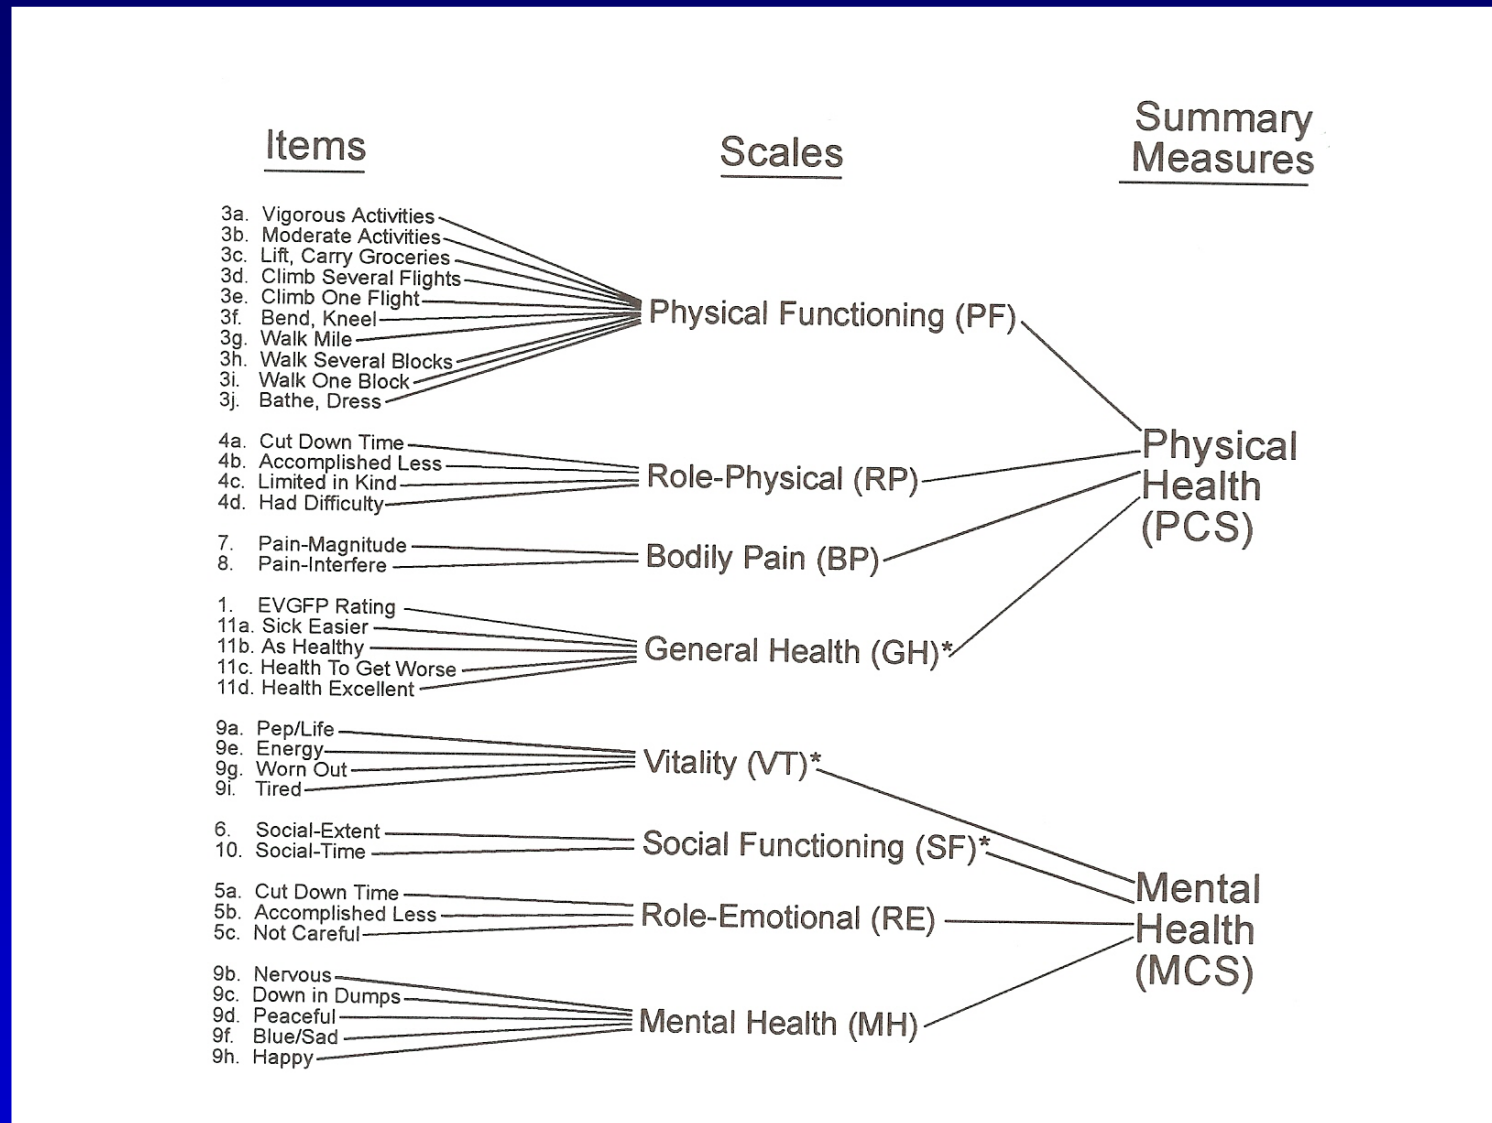 Items
Scales
Summary
Measures
3a. Vigorous Activities
3b. Moderate Activities
3c. Lift, Carry Groceries
3d. Climb Several Flights
3e. Climb One Flight
3f. Bend, Kneel
3g. Walk Mile
3h. Walk Several Blocks
3i. Walk One Block
3j. Bathe, Dress
Physical Functioning (PF)
4a. Cut Down Time
4b. Accomplished Less
4c. Limited in Kind
4d. Had Difficulty
Role-Physical (RP)
7. Pain-Magnitude
8. Pain-Interfere
Bodily Pain (BP)
1. EVGFP Rating
11a. Sick Easier
11b. As Healthy
11c. Health To Get Worse
11d. Health Excellent
General Health (GH)*
Physical
Health
(PCS)
9a. Pep/Life
9e. Energy
9g. Worn Out
9i. Tired
Vitality (VT)*
6. Social-Extent
10. Social-Time
Social Functioning (SF)*
5a. Cut Down Time
5b. Accomplished Less
5c. Not Careful
Role-Emotional (RE)
9b. Nervous
9c. Down in Dumps
9d. Peaceful
9f. Blue/Sad
9h. Happy
Mental Health (MH)
Mental
Health
(MCS)